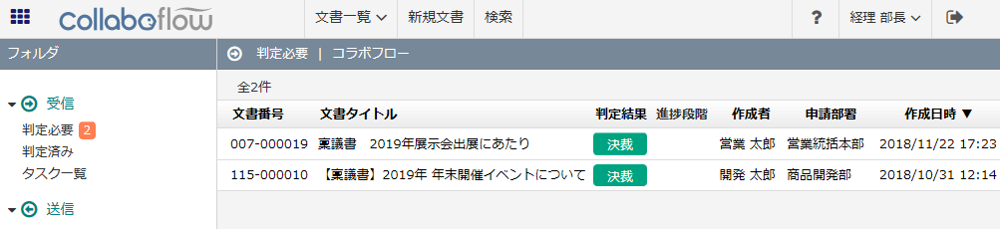 collaboflow 文書一覧 新規文書 検索 ? 経理 部長
フォルダ 判定必要 | コラボフロー
全2件
受信
判定必要 2
判定済み
タスク一覧
送信
文書番号 文書タイトル 判定結果 進捗段階 作成者 申請部署 作成日時 ▼
007-000019 稟議書 2019年展示会出展にあたり 決裁 営業 太郎 営業統括本部 2018/11/22 17:23
115-000010 【稟議書】2019年 年末開催イベントについて 決裁 開発 太郎 商品開発部 2018/10/31 12:14